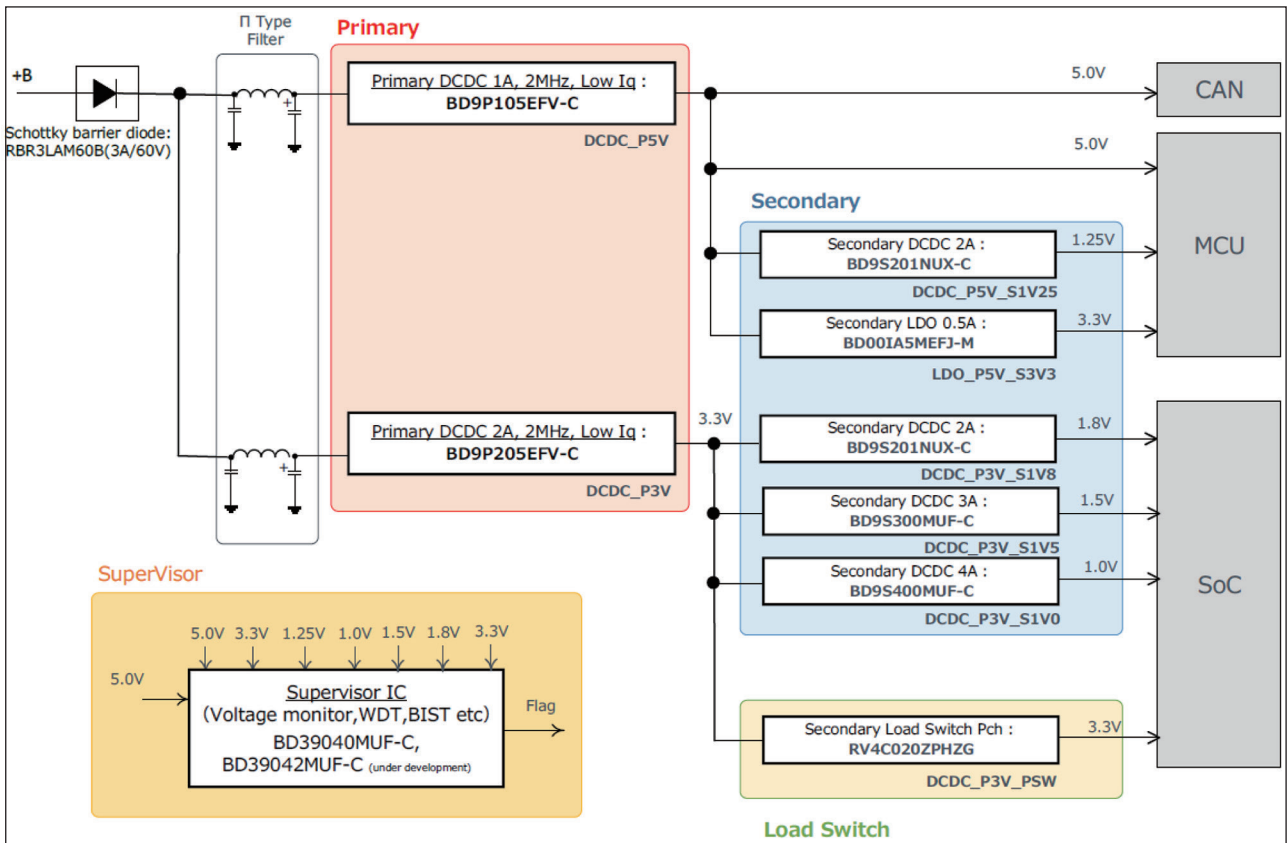 Π Type
Filter
Primary
+B
Schottky barrier diode:
RBR3LAM60B(3A/60V)
Primary DCDC 1A, 2MHz, Low Iq :
BD9P105EFV-C
DCDC_P5V
5.0V
CAN
5.0V
MCU
Secondary
Secondary DCDC 2A :
BD9S201NUX-C
1.25V
DCDC_P5V_S1V25
Secondary LDO 0.5A :
BD00IA5MEFJ-M
3.3V
LDO_P5V_S3V3
Primary DCDC 2A, 2MHz, Low Iq :
BD9P205EFV-C
DCDC_P3V
3.3V
Secondary DCDC 2A :
BD9S201NUX-C
1.8V
DCDC_P3V_S1V8
Secondary DCDC 3A :
BD9S300MUF-C
1.5V
DCDC_P3V_S1V5
Secondary DCDC 4A :
BD9S400MUF-C
1.0V
DCDC_P3V_S1V0
SoC
Secondary Load Switch Pch :
RV4C020ZPHZG
3.3V
DCDC_P3V_PSW
Load Switch
SuperVisor
5.0V 3.3V 1.25V 1.0V 1.5V 1.8V 3.3V
5.0V
Supervisor IC
(Voltage monitor,WDT,BIST etc)
BD39040MUF-C,
BD39042MUF-C (under development)
Flag